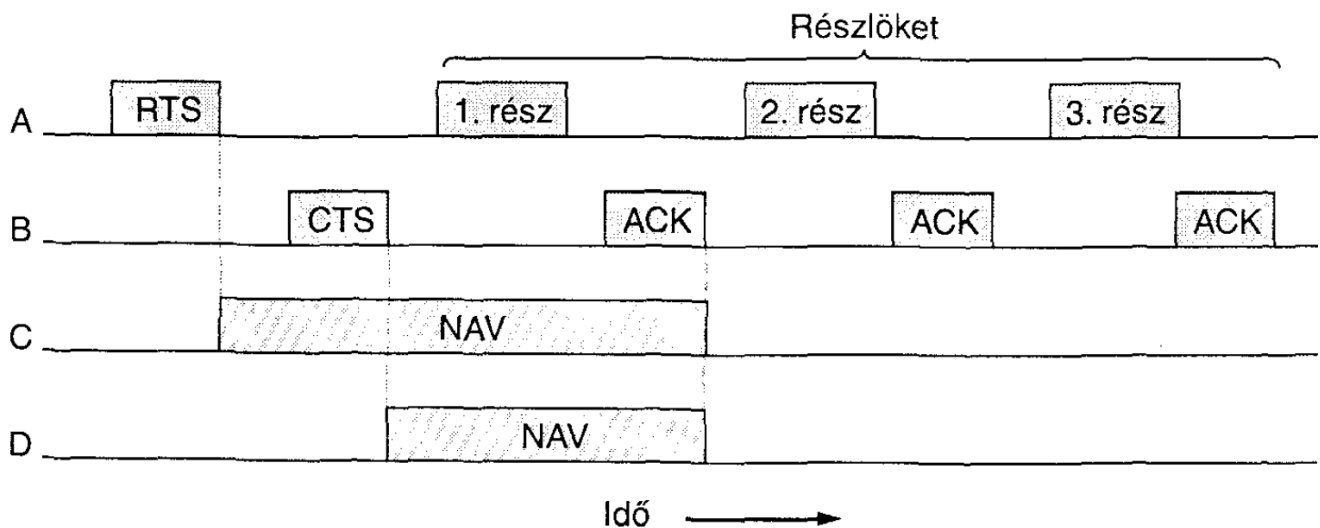 Részlöket
A RTS 1. rész 2. rész 3. rész
B CTS ACK ACK ACK
C NAV
D NAV
Idő